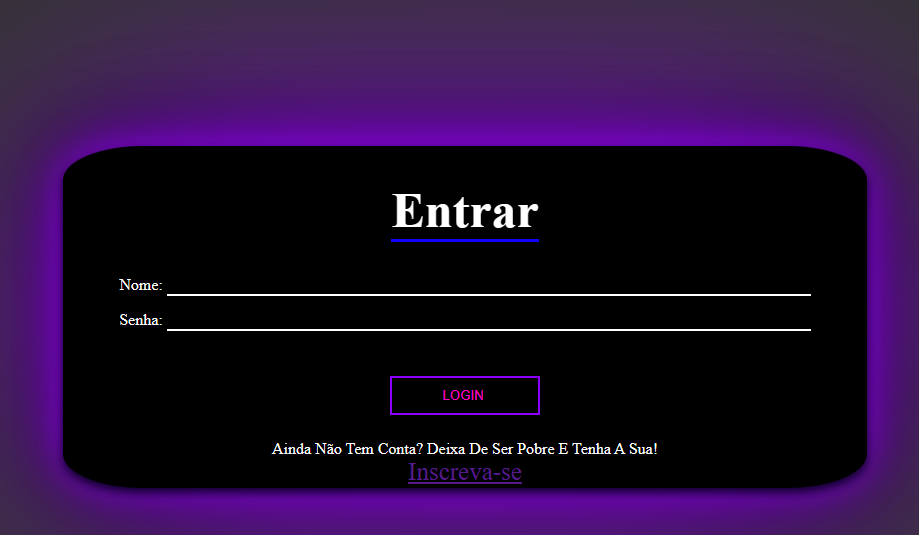 Entrar
Nome:
Senha:
LOGIN
Ainda Não Tem Conta? Deixa De Ser Pobre E Tenha A Sua!
Inscreva-se